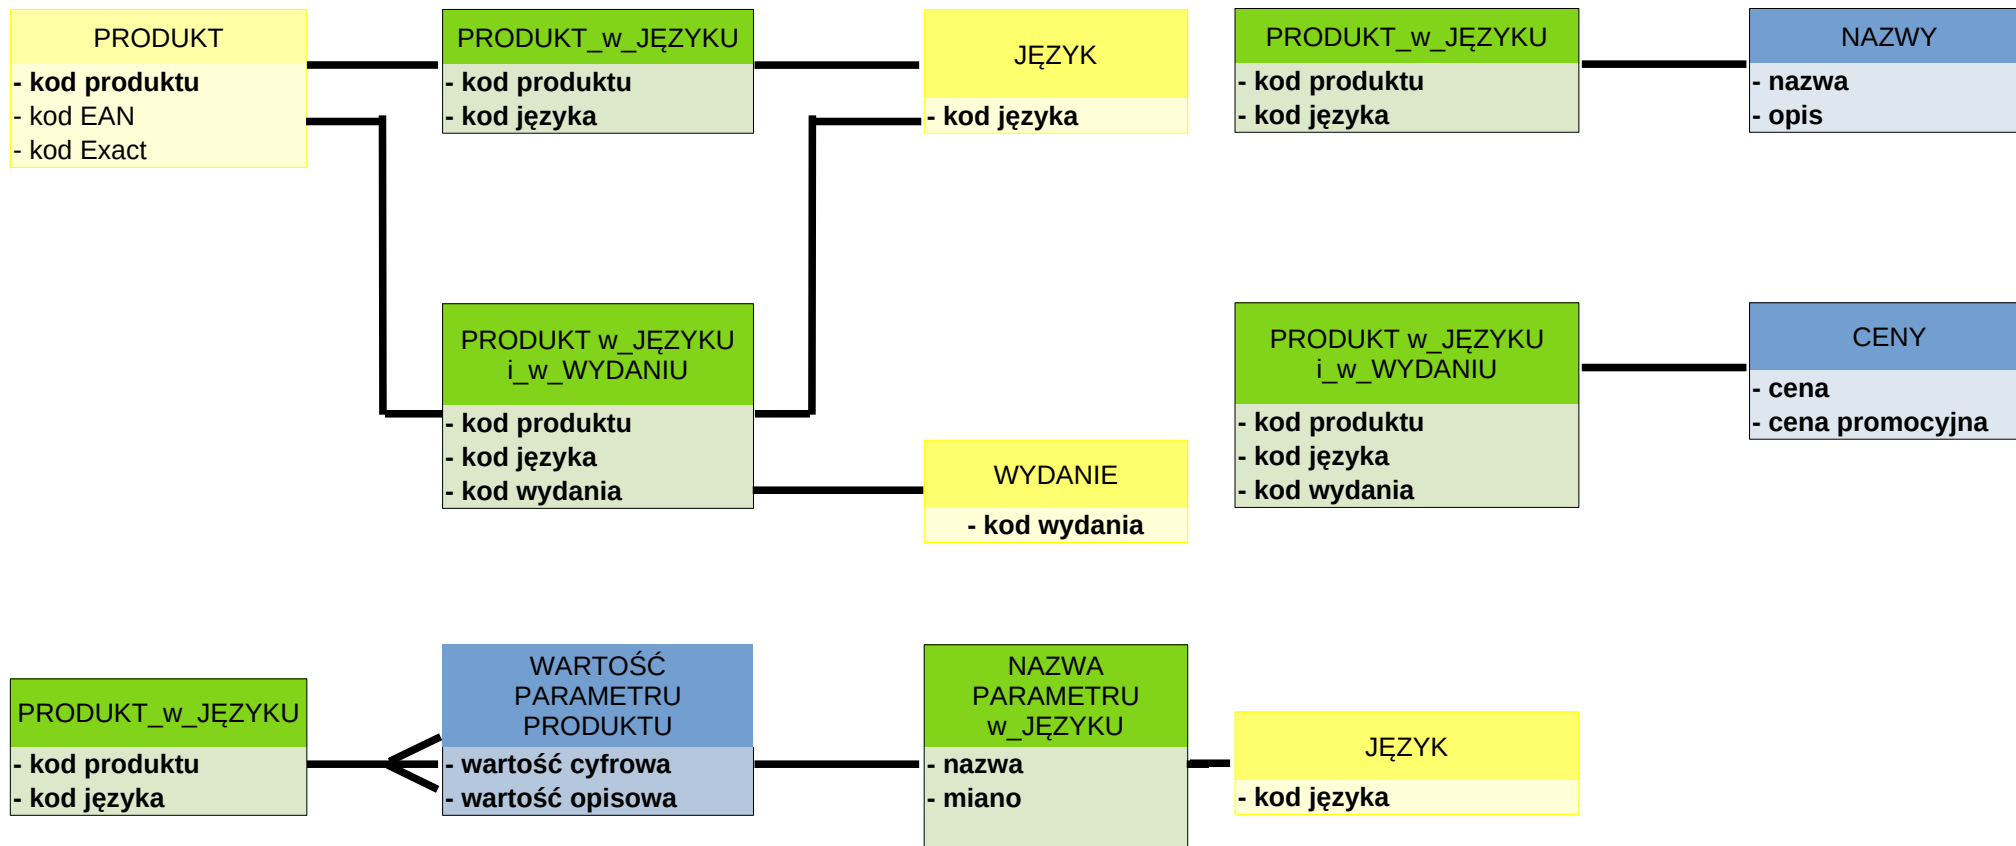 PRODUKT
- kod produktu
- kod EAN
- kod Exact
PRODUKT_w_JĘZYKU
- kod produktu
- kod języka
JĘZYK
- kod języka
PRODUKT_w_JĘZYKU
- kod produktu
- kod języka
NAZWY
- nazwa
- opis
PRODUKT w_JĘZYKU
i_w_WYDANIU
- kod produktu
- kod języka
- kod wydania
WYDANIE
- kod wydania
PRODUKT w_JĘZYKU
i_w_WYDANIU
- kod produktu
- kod języka
- kod wydania
CENY
- cena
- cena promocyjna
PRODUKT_w_JĘZYKU
- kod produktu
- kod języka
WARTOŚĆ
PARAMETRU
PRODUKTU
- wartość cyfrowa
- wartość opisowa
NAZWA
PARAMETRU
w_JĘZYKU
- nazwa
- miano
JĘZYK
- kod języka